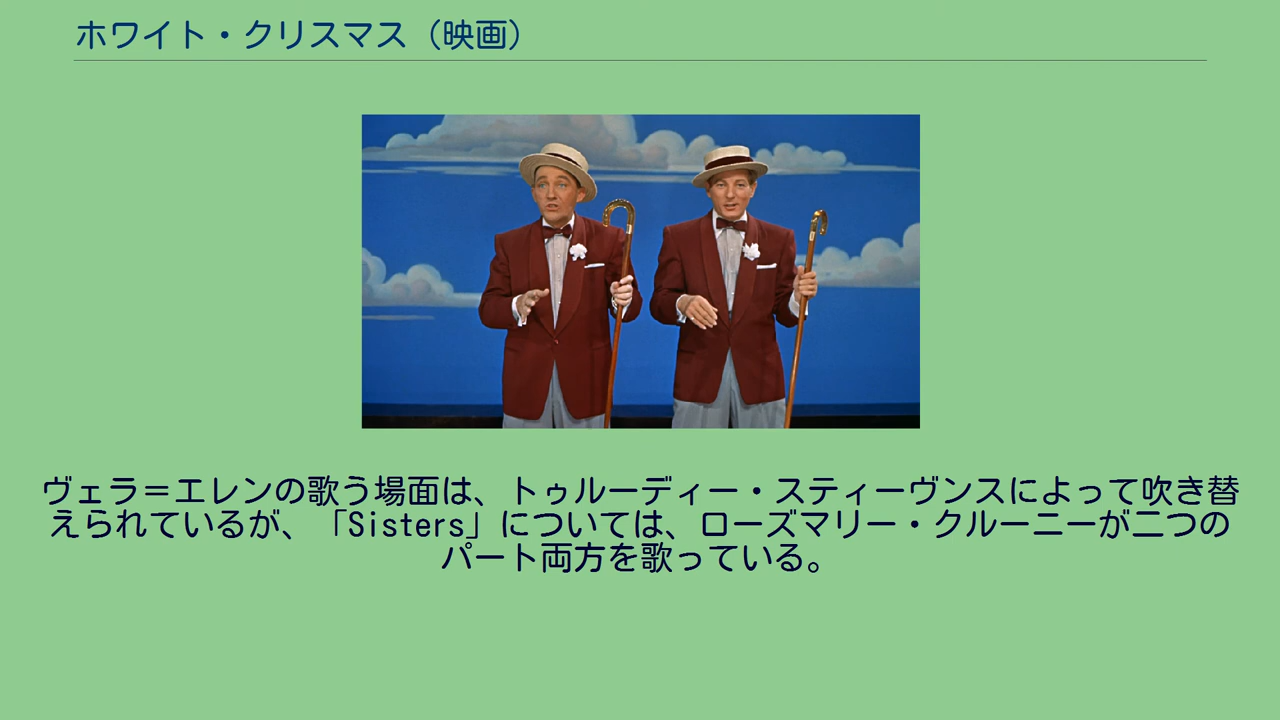 ホワイト・クリスマス（映画）
ヴェラ＝エレンの歌う場面は、トゥルーディー・スティーヴンスによって吹き替
えられているが、「Sisters」については、ローズマリー・クルーニーが二つの
パート両方を歌っている。